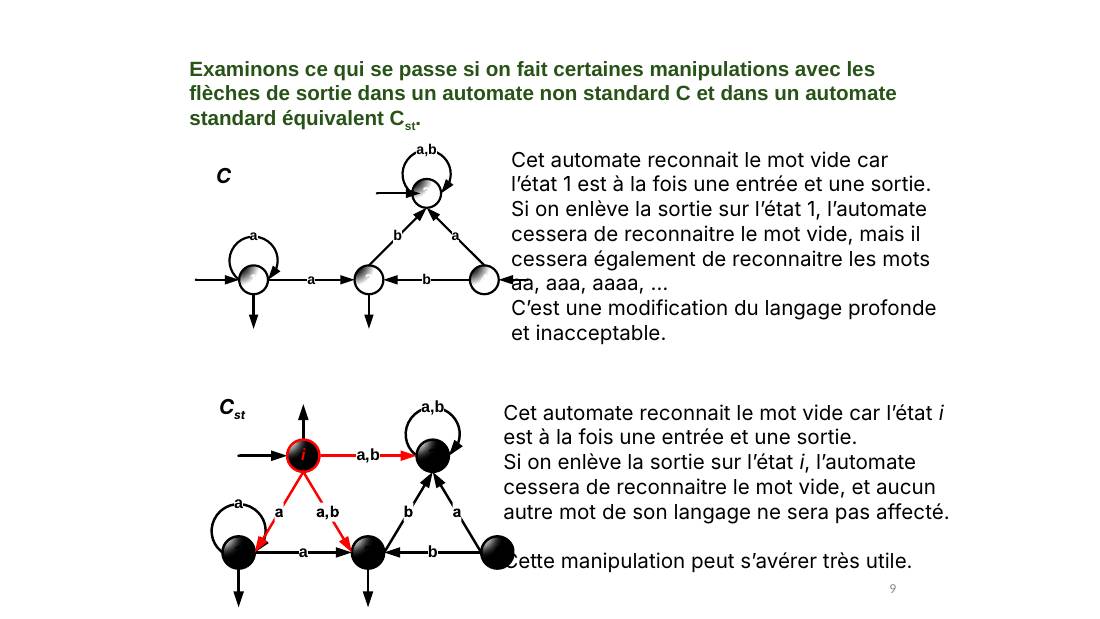 Examinons ce qui se passe si on fait certaines manipulations avec les
flèches de sortie dans un automate non standard C et dans un automate
standard équivalent Cst.
C
a,b
b
a
a
a
b
Cet automate reconnait le mot vide car
l’état 1 est à la fois une entrée et une sortie.
Si on enlève la sortie sur l’état 1, l’automate
cessera de reconnaitre le mot vide, mais il
cessera également de reconnaitre les mots
aa, aaa, aaaa, …
C’est une modification du langage profonde
et inacceptable.
Cst
a,b
i
a,b
a
a
a,b
b
a
a
b
Cet automate reconnait le mot vide car l’état i
est à la fois une entrée et une sortie.
Si on enlève la sortie sur l’état i, l’automate
cessera de reconnaitre le mot vide, et aucun
autre mot de son langage ne sera pas affecté.
Cette manipulation peut s’avérer très utile.
9